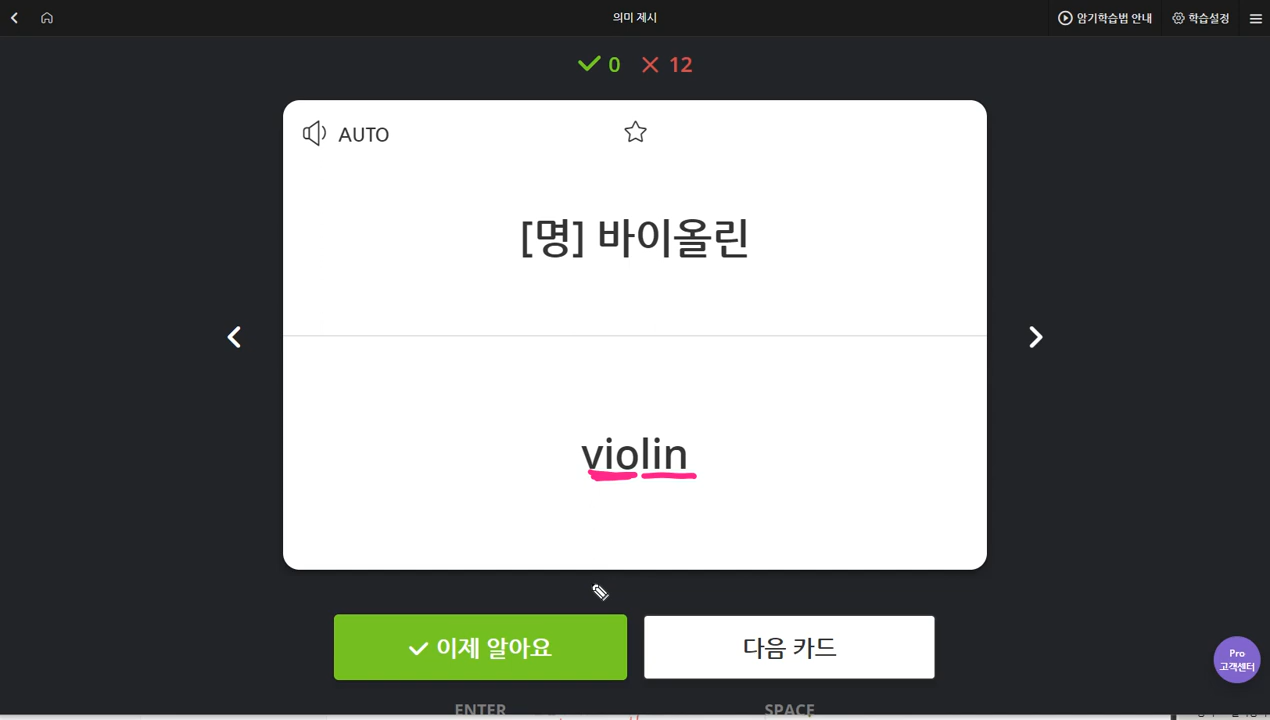 의미 제시
암기학습법 안내
학습설정
0
12
AUTO
[명] 바이올린
violin
이제 알아요
다음 카드
Pro
고객센터
ENTER
SPACE